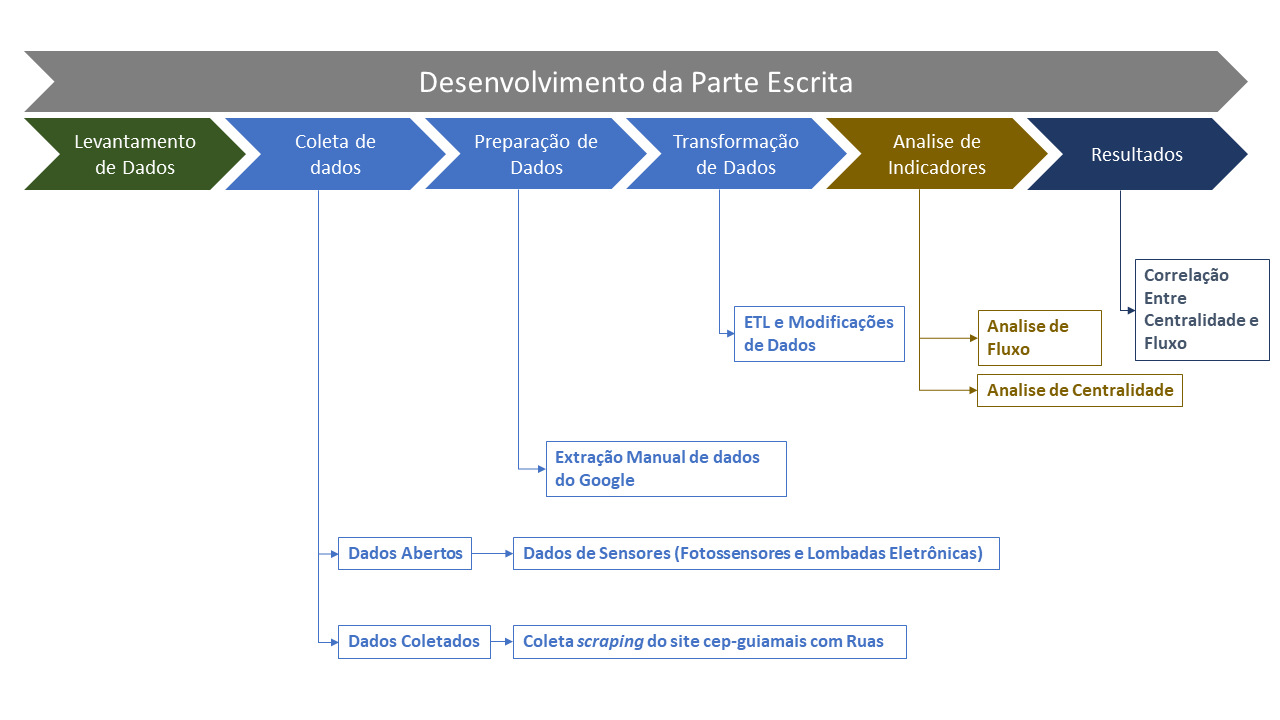 Desenvolvimento da Parte Escrita
Levantamento
de Dados
Coleta de
dados
Preparação de
Dados
Transformação
de Dados
Analise de
Indicadores
Resultados
Correlação
Entre
Centralidade e
Fluxo
ETL e Modificações
de Dados
Analise de
Fluxo
Analise de Centralidade
Extração Manual de dados
do Google
Dados Abertos
Dados de Sensores (Fotossensores e Lombadas Eletrônicas)
Dados Coletados
Coleta scraping do site cep-guiamais com Ruas